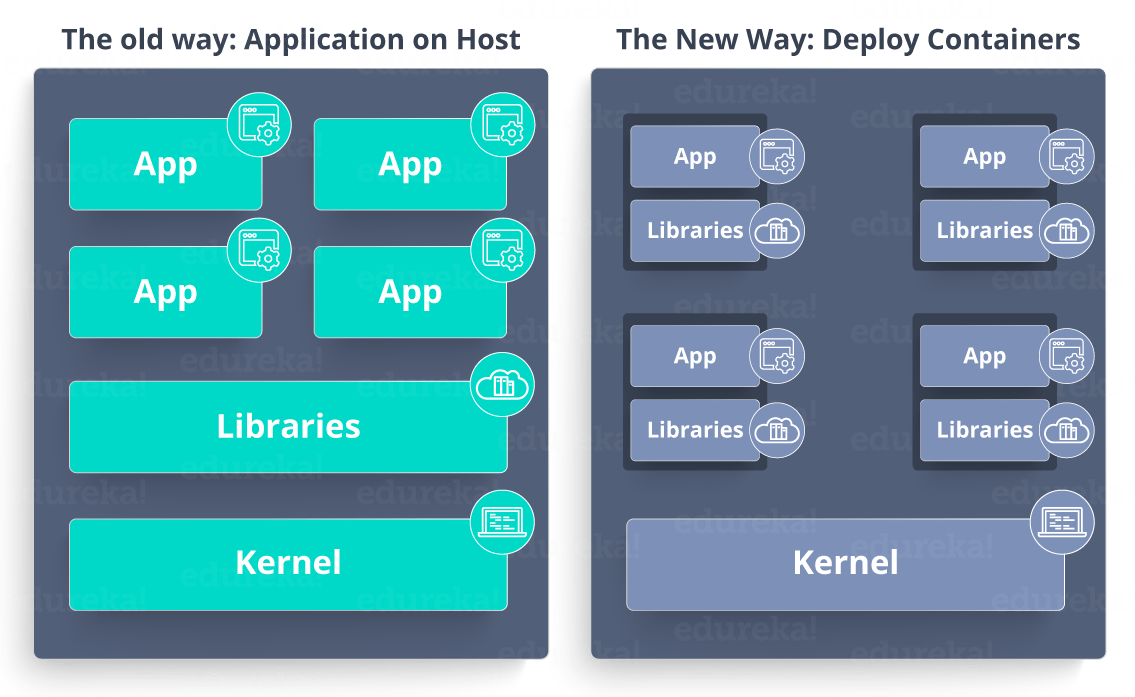 The old way: Application on Host
App
App
App
App
Libraries
Kernel
The New Way: Deploy Containers
App
App
Libraries
Libraries
App
App
Libraries
Libraries
Kernel
edureka!